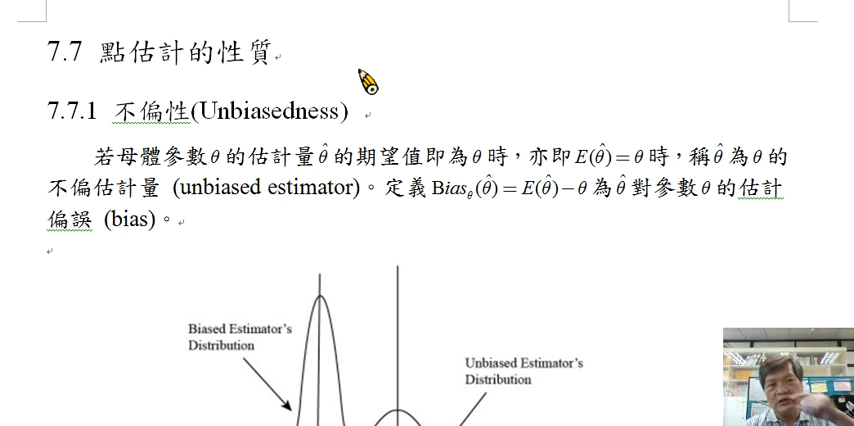 7.7 點估計的性質
7.7.1 不偏性(Unbiasedness)
若母體參數θ的估計量θ̂的期望值即為θ時，亦即E(θ̂)=θ時，稱θ̂為θ的
不偏估計量 (unbiased estimator)。定義Bias_θ(θ̂)=E(θ̂)−θ為θ̂對參數θ的估計
偏誤 (bias)。
Biased Estimator's
Distribution
Unbiased Estimator's
Distribution